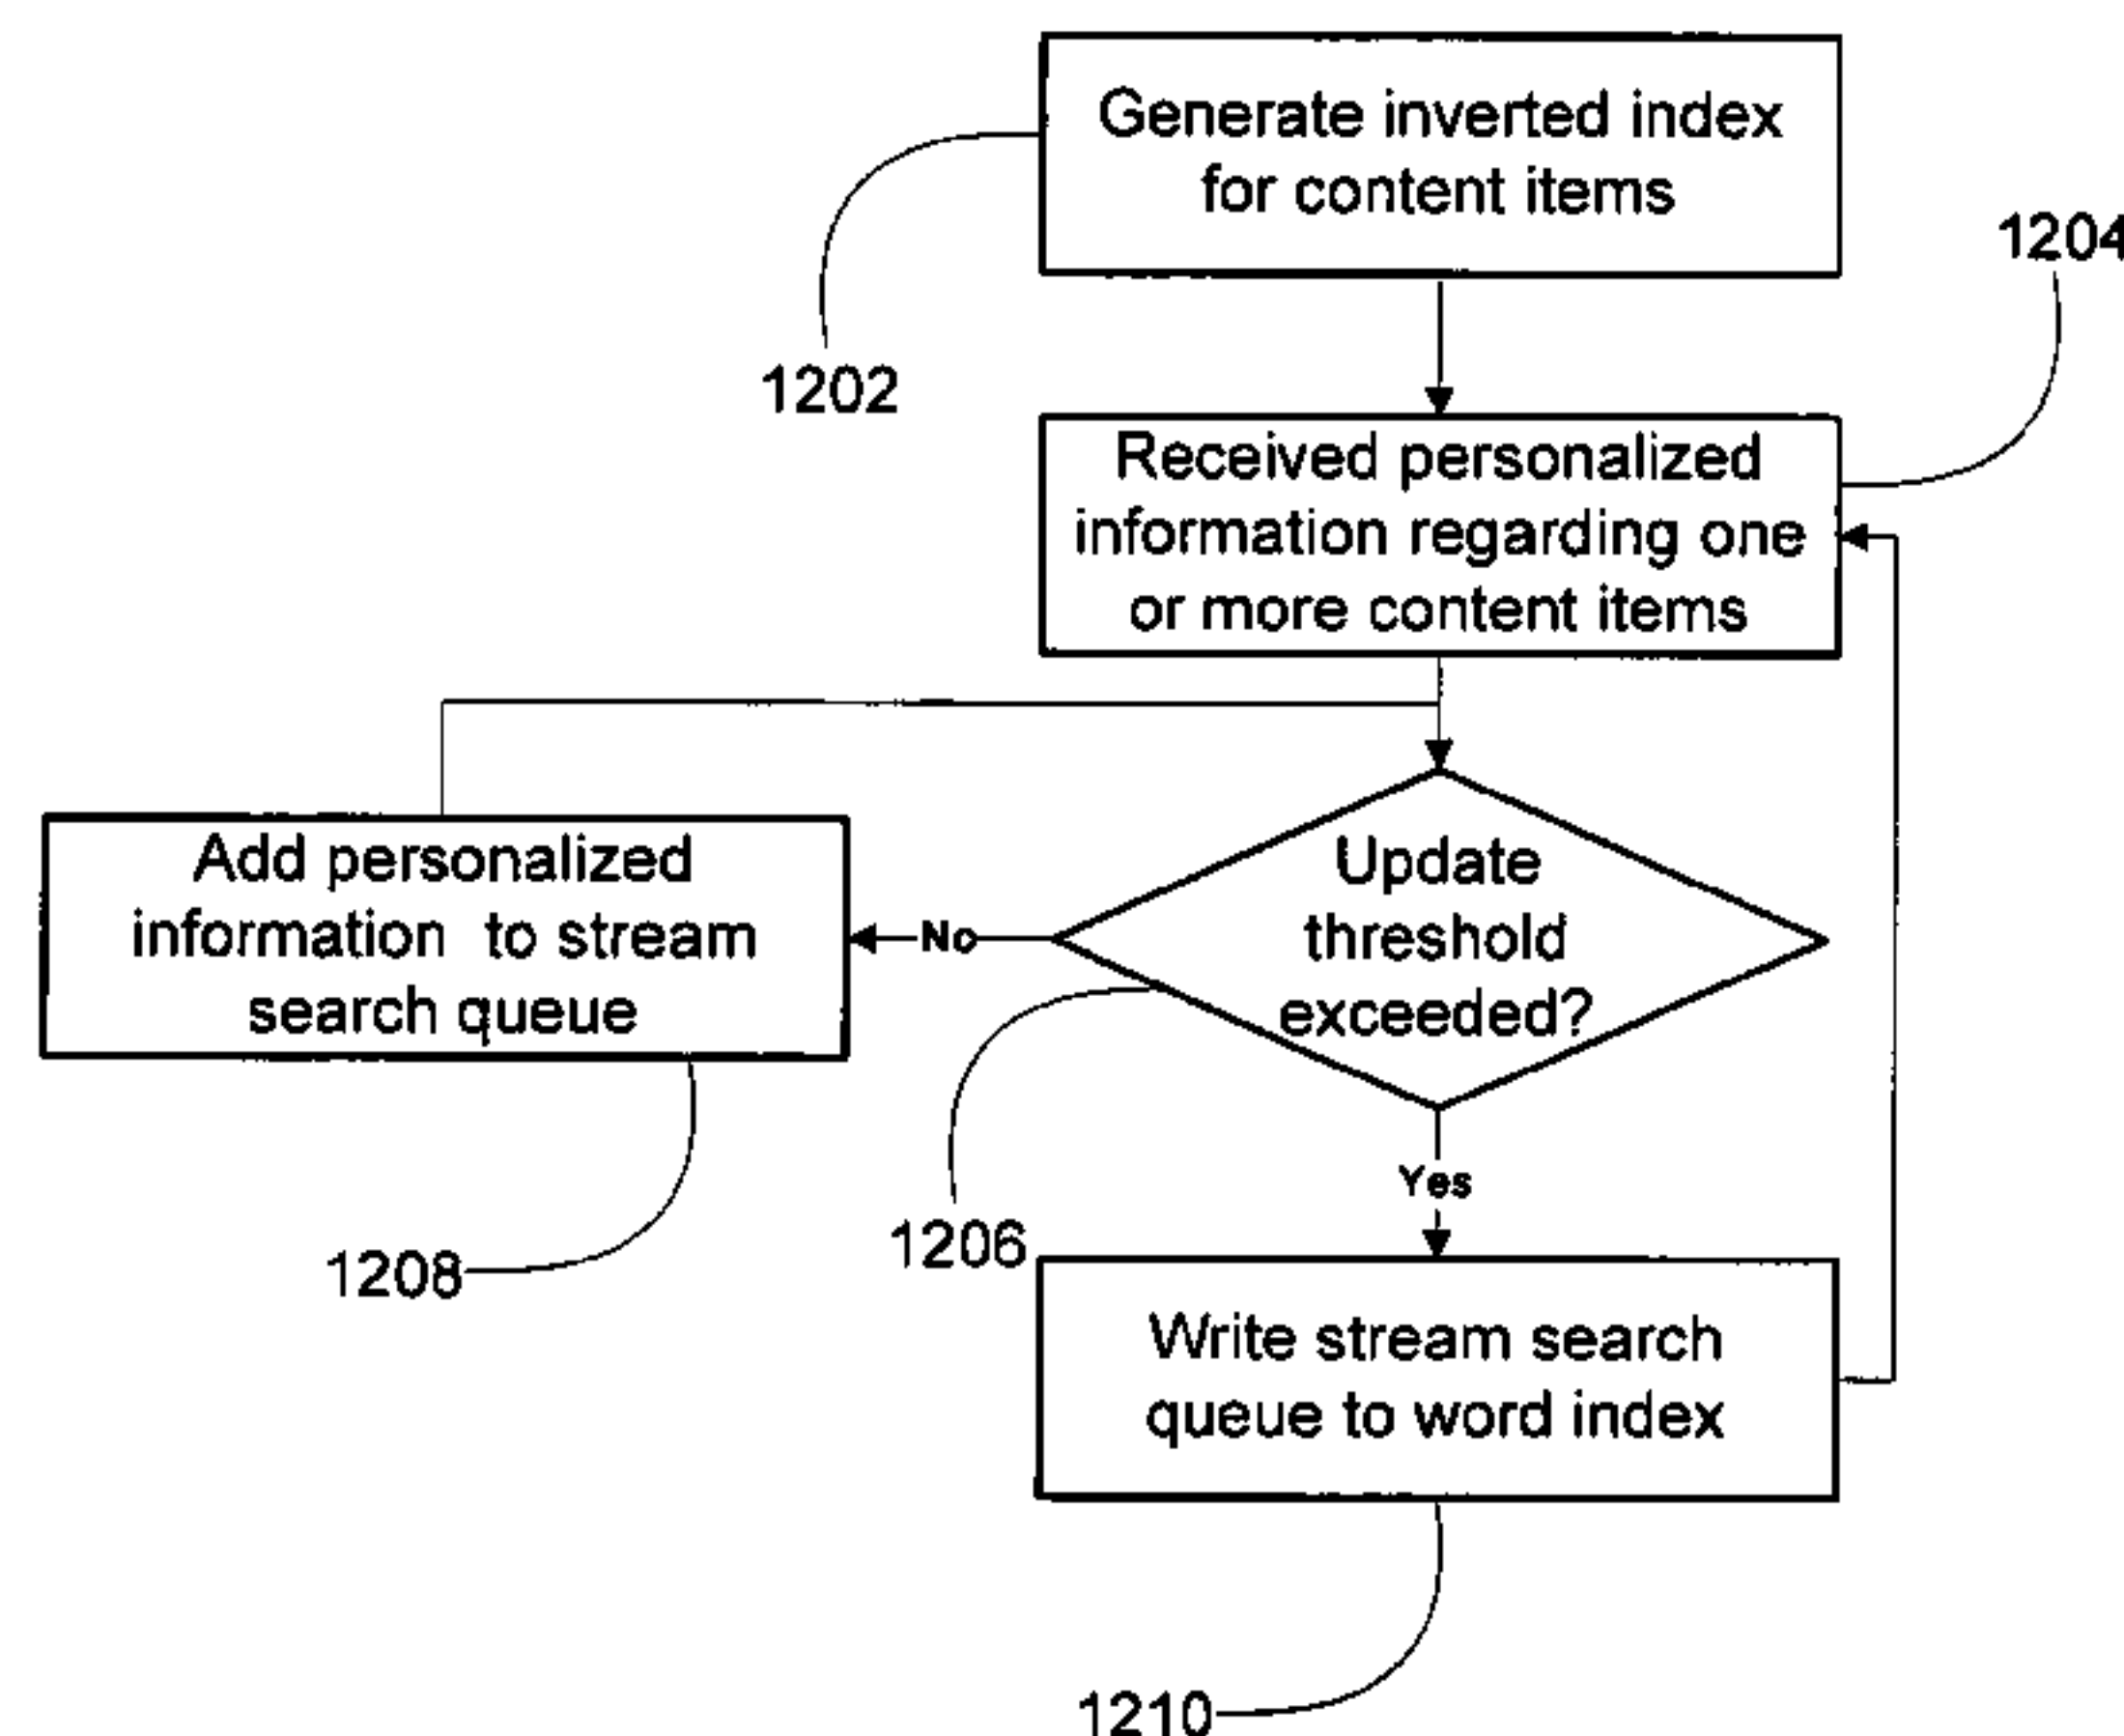 Generate inverted index
for content items
1204
1202
Received personalized
information regarding one
or more content items
Add personalized
information to stream
search queue
No
Update
threshold
exceeded?
Yes
1206
1208
Write stream search
queue to word index
1210